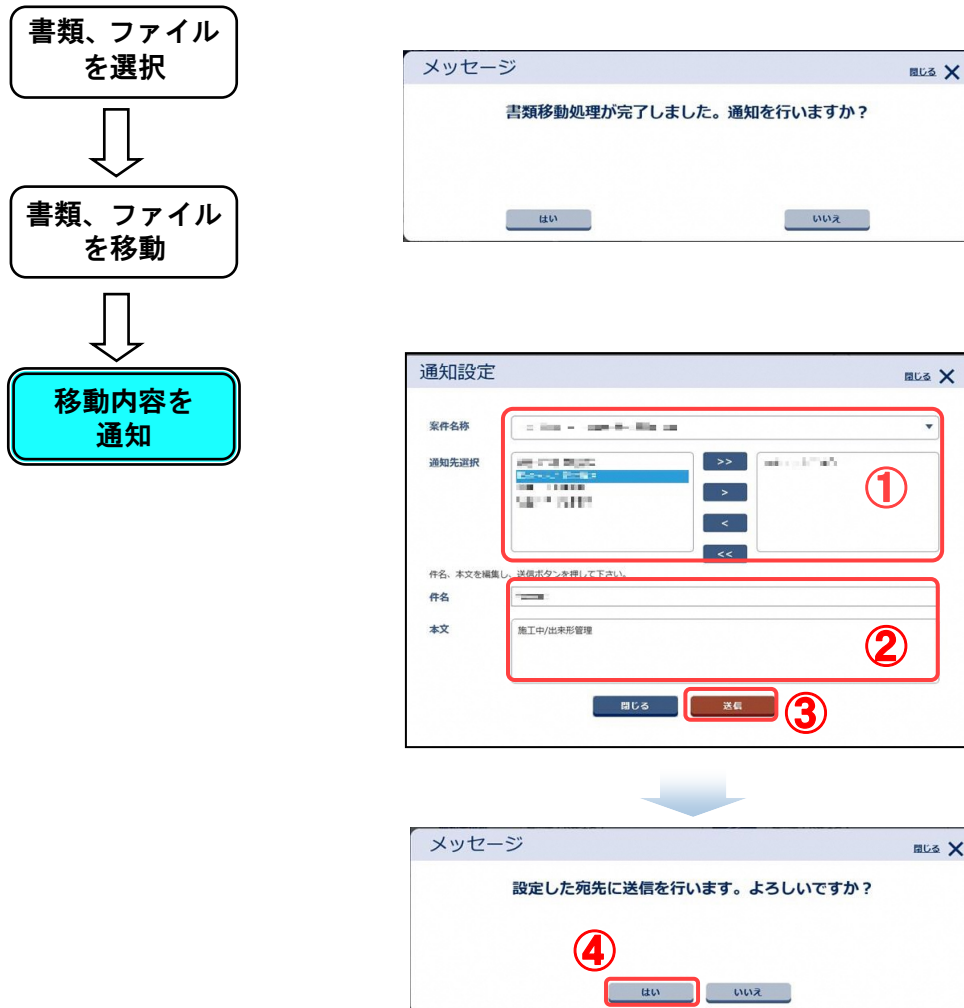 書類、ファイル
を選択
書類、ファイル
を移動
移動内容を
通知
メッセージ
閉じる X
書類移動処理が完了しました。通知を行いますか？
はい
いいえ
通知設定
閉じる X
案件名称
通知先選択
>>
>
<
<<
①
件名、本文を編集し、送信ボタンを押して下さい。
件名
本文
施工中/出来形管理
②
閉じる
送信
③
メッセージ
閉じる X
設定した宛先に送信を行います。よろしいですか？
④
はい
いいえ